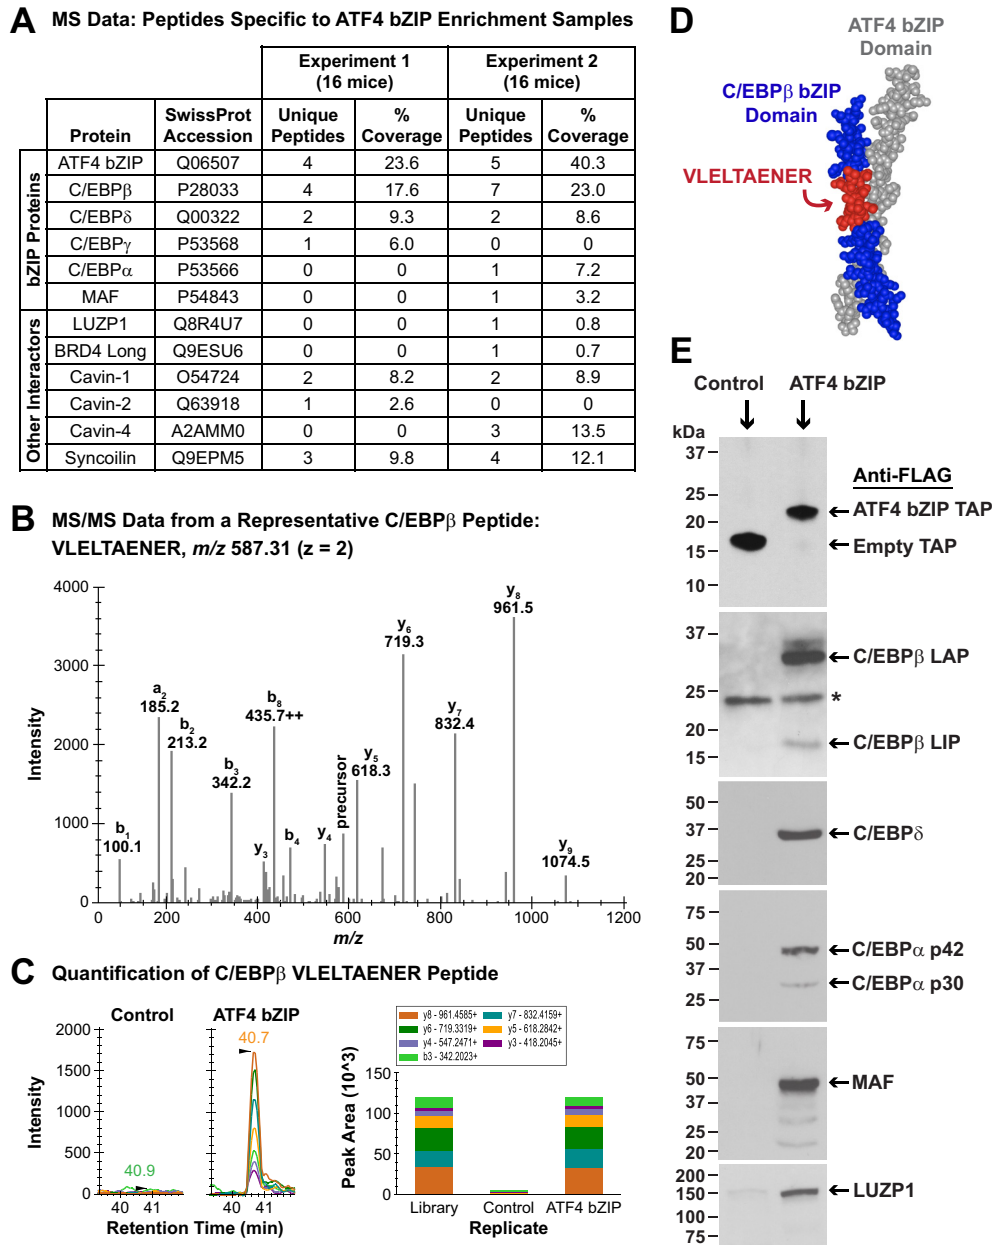 A MS Data: Peptides Specific to ATF4 bZIP Enrichment Samples
Experiment 1 (16 mice) Experiment 2 (16 mice)
Protein SwissProt Accession Unique Peptides % Coverage Unique Peptides % Coverage
bZIP Proteins
ATF4 bZIP Q06507 4 23.6 5 40.3
C/EBPβ P28033 4 17.6 7 23.0
C/EBPδ Q00322 2 9.3 2 8.6
C/EBPγ P53568 1 6.0 0 0
C/EBPα P53566 0 0 1 7.2
MAF P54843 0 0 1 3.2
Other Interactors
LUZP1 Q8R4U7 0 0 1 0.8
BRD4 Long Q9ESU6 0 0 1 0.7
Cavin-1 O54724 2 8.2 2 8.9
Cavin-2 Q63918 1 2.6 0 0
Cavin-4 A2AMM0 0 0 3 13.5
Syncoilin Q9EPM5 3 9.8 4 12.1
B MS/MS Data from a Representative C/EBPβ Peptide:
VLELTAENER, m/z 587.31 (z = 2)
Intensity
4000
3000
2000
1000
0
b1
100.1
a2
185.2
b2
213.2
b3
342.2
b8
435.7++
y3
b4
y4
precursor
y5
618.3
y6
719.3
y7
832.4
y8
961.5
y9
1074.5
0 200 400 600 800 1000 1200
m/z
C Quantification of C/EBPβ VLELTAENER Peptide
Control ATF4 bZIP
Intensity
2000
1500
1000
500
0
40.9
40.7
40 41 40 41
Retention Time (min)
y8 - 961.4585+ y7 - 832.4159+
y6 - 719.3319+ y5 - 618.2842+
y4 - 547.2471+ y3 - 418.2045+
b3 - 342.2023+
Peak Area (10^3)
150
100
50
0
Library Control ATF4 bZIP
Replicate
D
ATF4 bZIP
Domain
C/EBPβ bZIP
Domain
VLELTAENER
E
Control ATF4 bZIP
kDa
37
25
20
15
10
Anti-FLAG
ATF4 bZIP TAP
Empty TAP
37
25
20
15
C/EBPβ LAP
*
C/EBPβ LIP
50
37
25
20
C/EBPδ
75
50
37
25
C/EBPα p42
C/EBPα p30
75
50
37
25
20
MAF
200
150
100
75
LUZP1